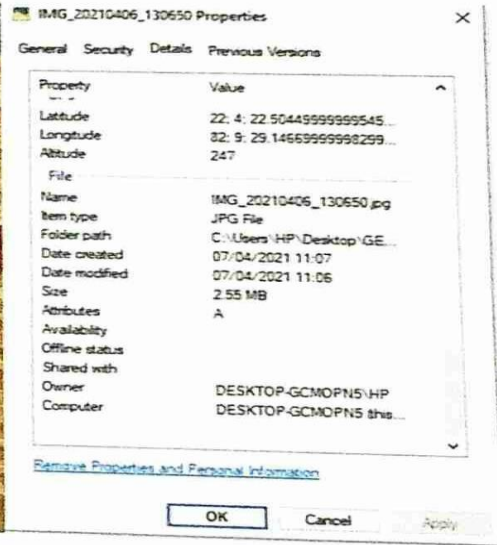 IMG_20210406_130650 Properties
General Security Details Previous Versions
Property Value
Latitude 22; 4; 22.50449999999545...
Longitude 82; 9; 29.14669999998299...
Altitude 247
File
Name IMG_20210406_130650.jpg
Item type JPG File
Folder path C:\Users\HP\Desktop\GE...
Date created 07/04/2021 11:07
Date modified 07/04/2021 11:06
Size 2.55 MB
Attributes A
Availability
Offline status
Shared with
Owner DESKTOP-GCMOPN5\HP
Computer DESKTOP-GCMOPN5 this...
Remove Properties and Personal Information
OK Cancel Apply